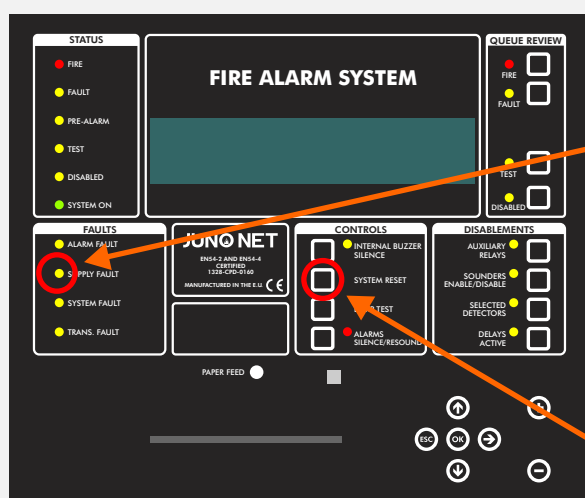 STATUS
FIRE
FAULT
PRE-ALARM
TEST
DISABLED
SYSTEM ON
FIRE ALARM SYSTEM
QUEUE REVIEW
FIRE
FAULT
TEST
DISABLED
FAULTS
ALARM FAULT
SUPPLY FAULT
SYSTEM FAULT
TRANS. FAULT
JUNO NET
EN54-2 AND EN54-4
CERTIFIED
1328-CPD-0160
MANUFACTURED IN THE E.U. CE
CONTROLS
INTERNAL BUZZER
SILENCE
SYSTEM RESET
TEST
ALARMS
SILENCE/RESOUND
DISABLEMENTS
AUXILIARY
RELAYS
SOUNDERS
ENABLE/DISABLE
SELECTED
DETECTORS
DELAYS
ACTIVE
PAPER FEED
ESC
OK